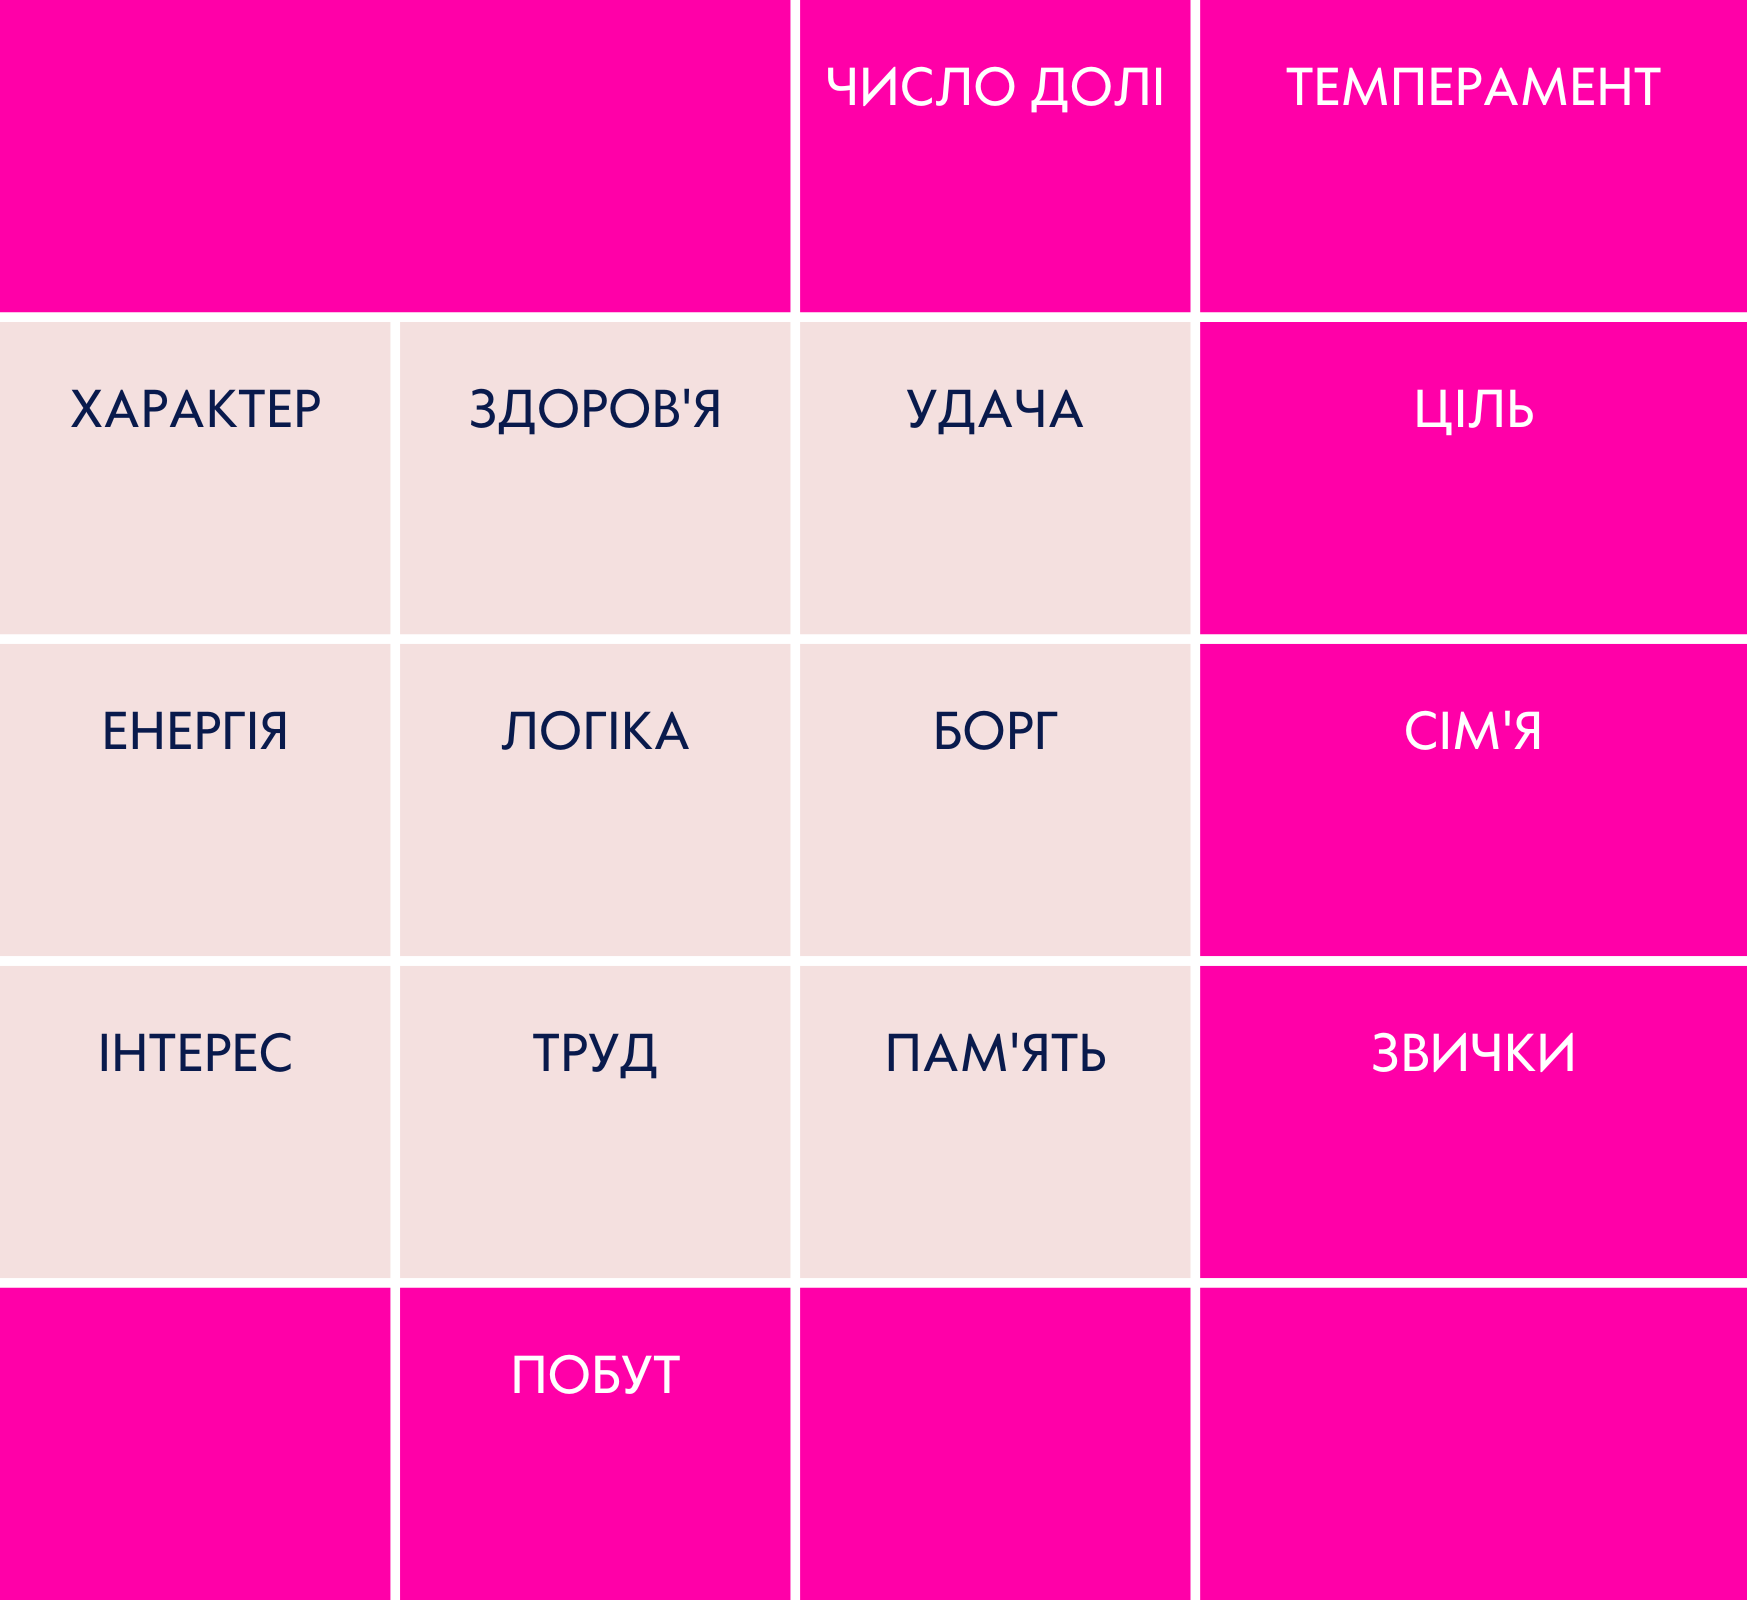 ЧИСЛО ДОЛІ
ТЕМПЕРАМЕНТ
ХАРАКТЕР
ЗДОРОВ'Я
УДАЧА
ЦІЛЬ
ЕНЕРГІЯ
ЛОГІКА
БОРГ
СІМ'Я
ІНТЕРЕС
ТРУД
ПАМ'ЯТЬ
ЗВИЧКИ
ПОБУТ